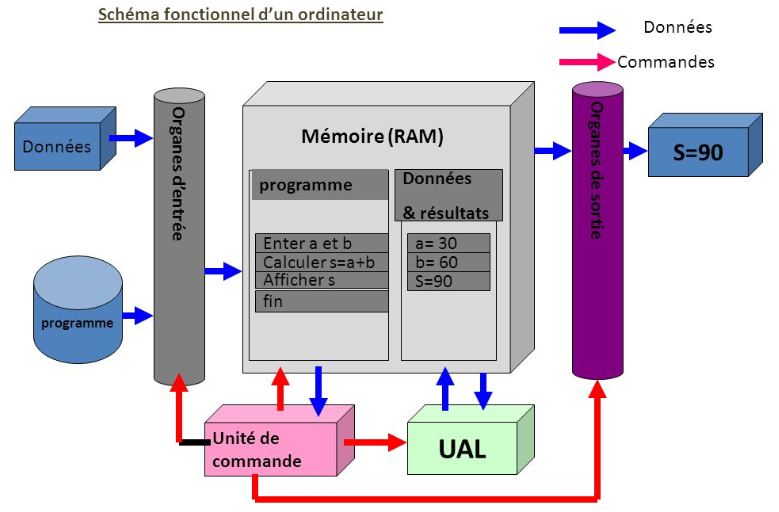 Schéma fonctionnel d'un ordinateur
Données
Commandes
Données
programme
Organes d'entrée
Mémoire (RAM)
programme
Enter a et b
Calculer s=a+b
Afficher s
fin
Données
& résultats
a= 30
b= 60
S=90
Organes de sortie
S=90
Unité de
commande
UAL